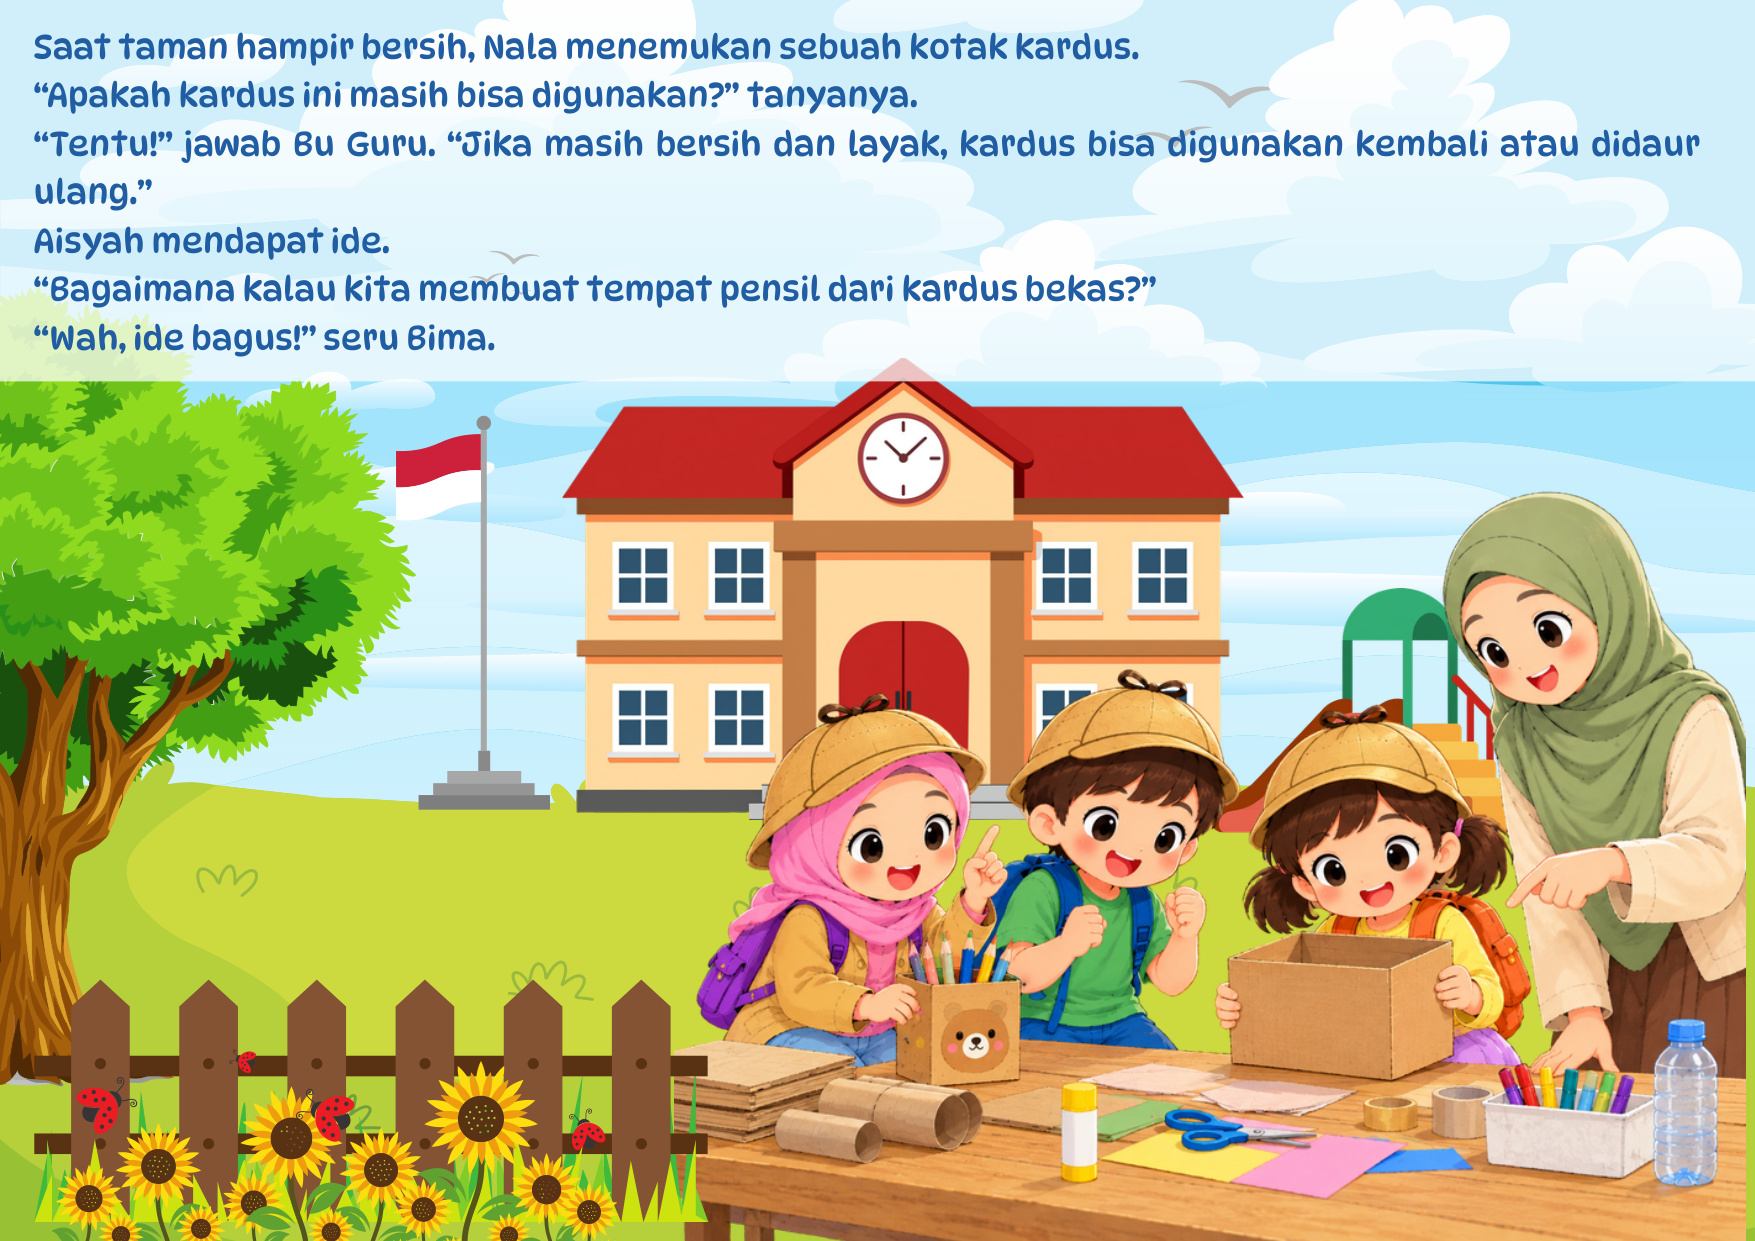 Saat taman hampir bersih, Nala menemukan sebuah kotak kardus.
“Apakah kardus ini masih bisa digunakan?” tanyanya.
“Tentu!” jawab Bu Guru. “Jika masih bersih dan layak, kardus bisa digunakan kembali atau didaur
ulang.”
Aisyah mendapat ide.
“Bagaimana kalau kita membuat tempat pensil dari kardus bekas?”
“Wah, ide bagus!” seru Bima.